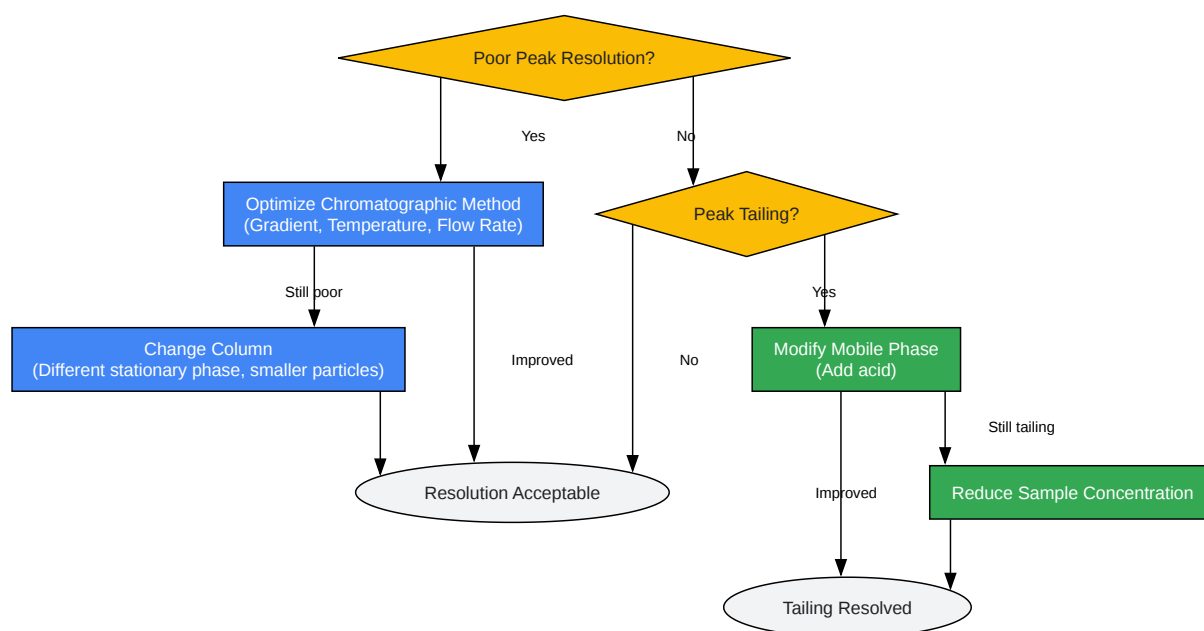 Poor Peak Resolution?
Yes
No
Optimize Chromatographic Method
(Gradient, Temperature, Flow Rate)
Peak Tailing?
Still poor
Yes
Change Column
(Different stationary phase, smaller particles)
Improved
No
Modify Mobile Phase
(Add acid)
Still tailing
Resolution Acceptable
Improved
Reduce Sample Concentration
Tailing Resolved